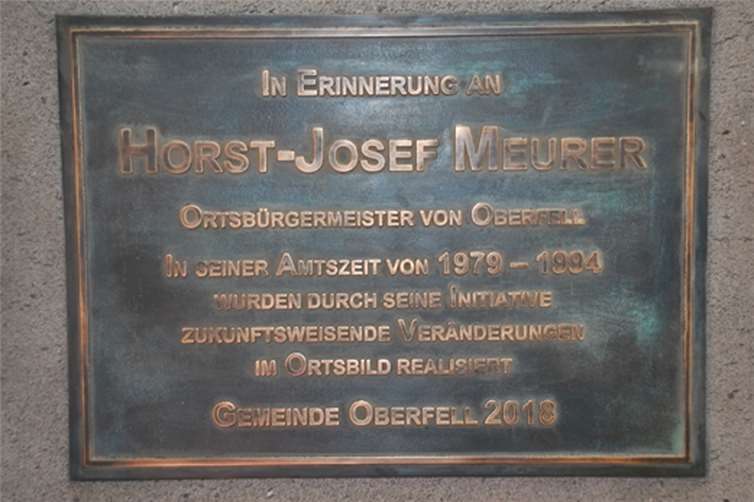 In Erinnerung an
Horst-Josef Meurer
Ortsbürgermeister von Oberfell
In seiner Amtszeit von 1979 – 1994
wurden durch seine Initiative
zukunftsweisende Veränderungen
im Ortsbild realisiert
Gemeinde Oberfell 2018